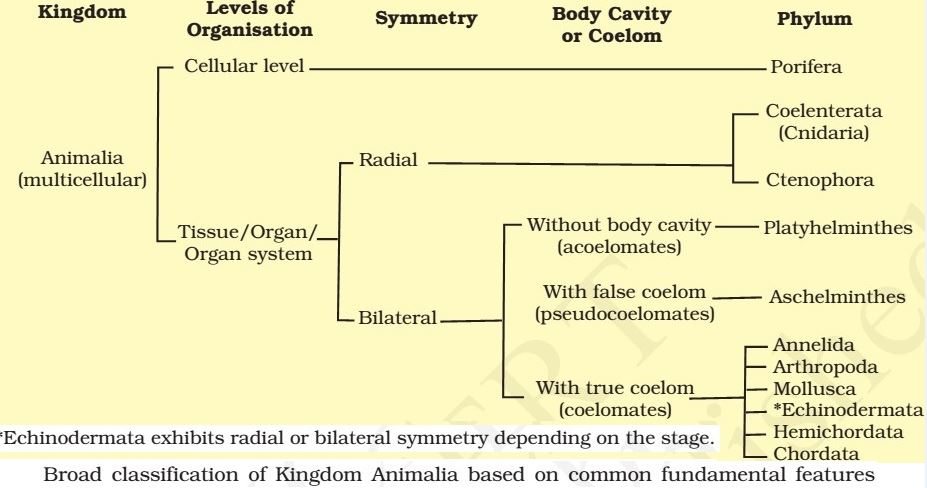 Kingdom
Levels of
Organisation
Symmetry
Body Cavity
or Coelom
Phylum
Cellular level
Porifera
Animalia
(multicellular)
Tissue/Organ/
Organ system
Radial
Coelenterata
(Cnidaria)
Ctenophora
Bilateral
Without body cavity
(acoelomates)
Platyhelminthes
With false coelom
(pseudocoelomates)
Aschelminthes
With true coelom
(coelomates)
Annelida
Arthropoda
Mollusca
*Echinodermata
Hemichordata
Chordata
*Echinodermata exhibits radial or bilateral symmetry depending on the stage.
Broad classification of Kingdom Animalia based on common fundamental features